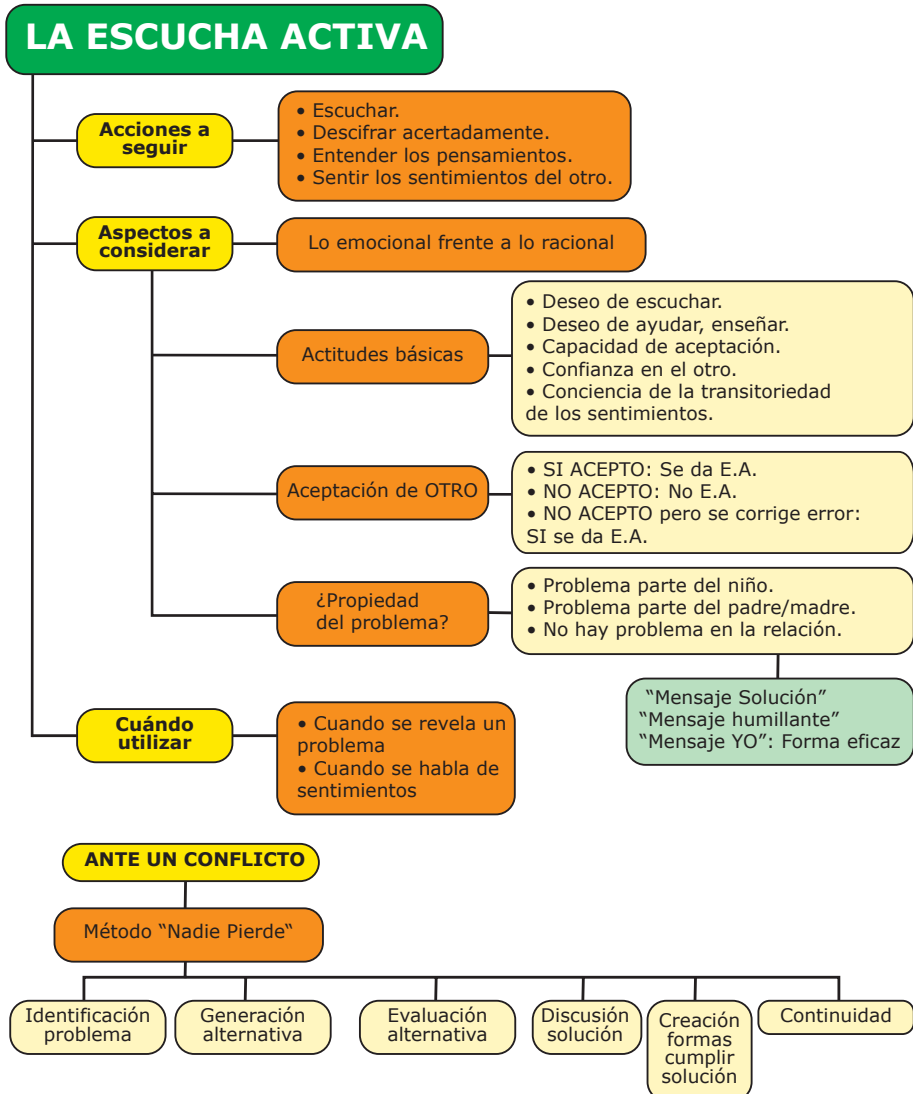 LA ESCUCHA ACTIVA
Acciones a
seguir
• Escuchar.
• Descifrar acertadamente.
• Entender los pensamientos.
• Sentir los sentimientos del otro.
Aspectos a
considerar
Lo emocional frente a lo racional
Actitudes básicas
• Deseo de escuchar.
• Deseo de ayudar, enseñar.
• Capacidad de aceptación.
• Confianza en el otro.
• Conciencia de la transitoriedad
de los sentimientos.
Aceptación de OTRO
• SI ACEPTO: Se da E.A.
• NO ACEPTO: No E.A.
• NO ACEPTO pero se corrige error:
SI se da E.A.
¿Propiedad
del problema?
• Problema parte del niño.
• Problema parte del padre/madre.
• No hay problema en la relación.
“Mensaje Solución”
“Mensaje humillante”
“Mensaje YO”: Forma eficaz
Cuándo
utilizar
• Cuando se revela un
problema
• Cuando se habla de
sentimientos
ANTE UN CONFLICTO
Método “Nadie Pierde“
Identificación
problema
Generación
alternativa
Evaluación
alternativa
Discusión
solución
Creación
formas
cumplir
solución
Continuidad